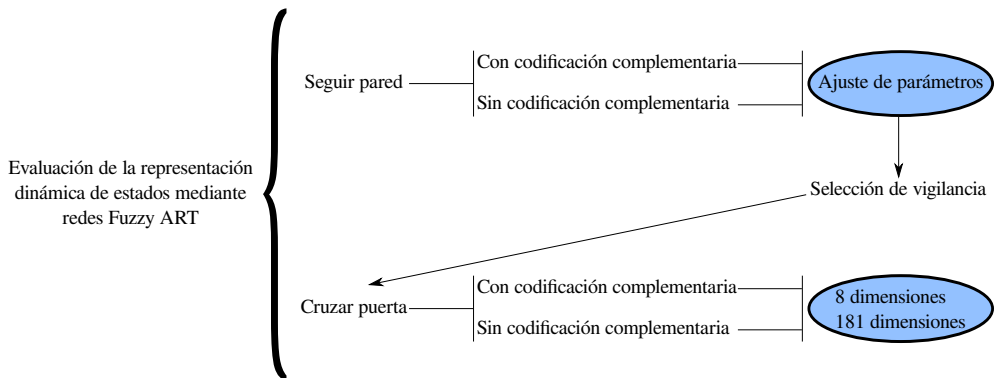 Evaluación de la representación
dinámica de estados mediante
redes Fuzzy ART
Seguir pared
Con codificación complementaria
Sin codificación complementaria
Ajuste de parámetros
Selección de vigilancia
Cruzar puerta
Con codificación complementaria
Sin codificación complementaria
8 dimensiones
181 dimensiones